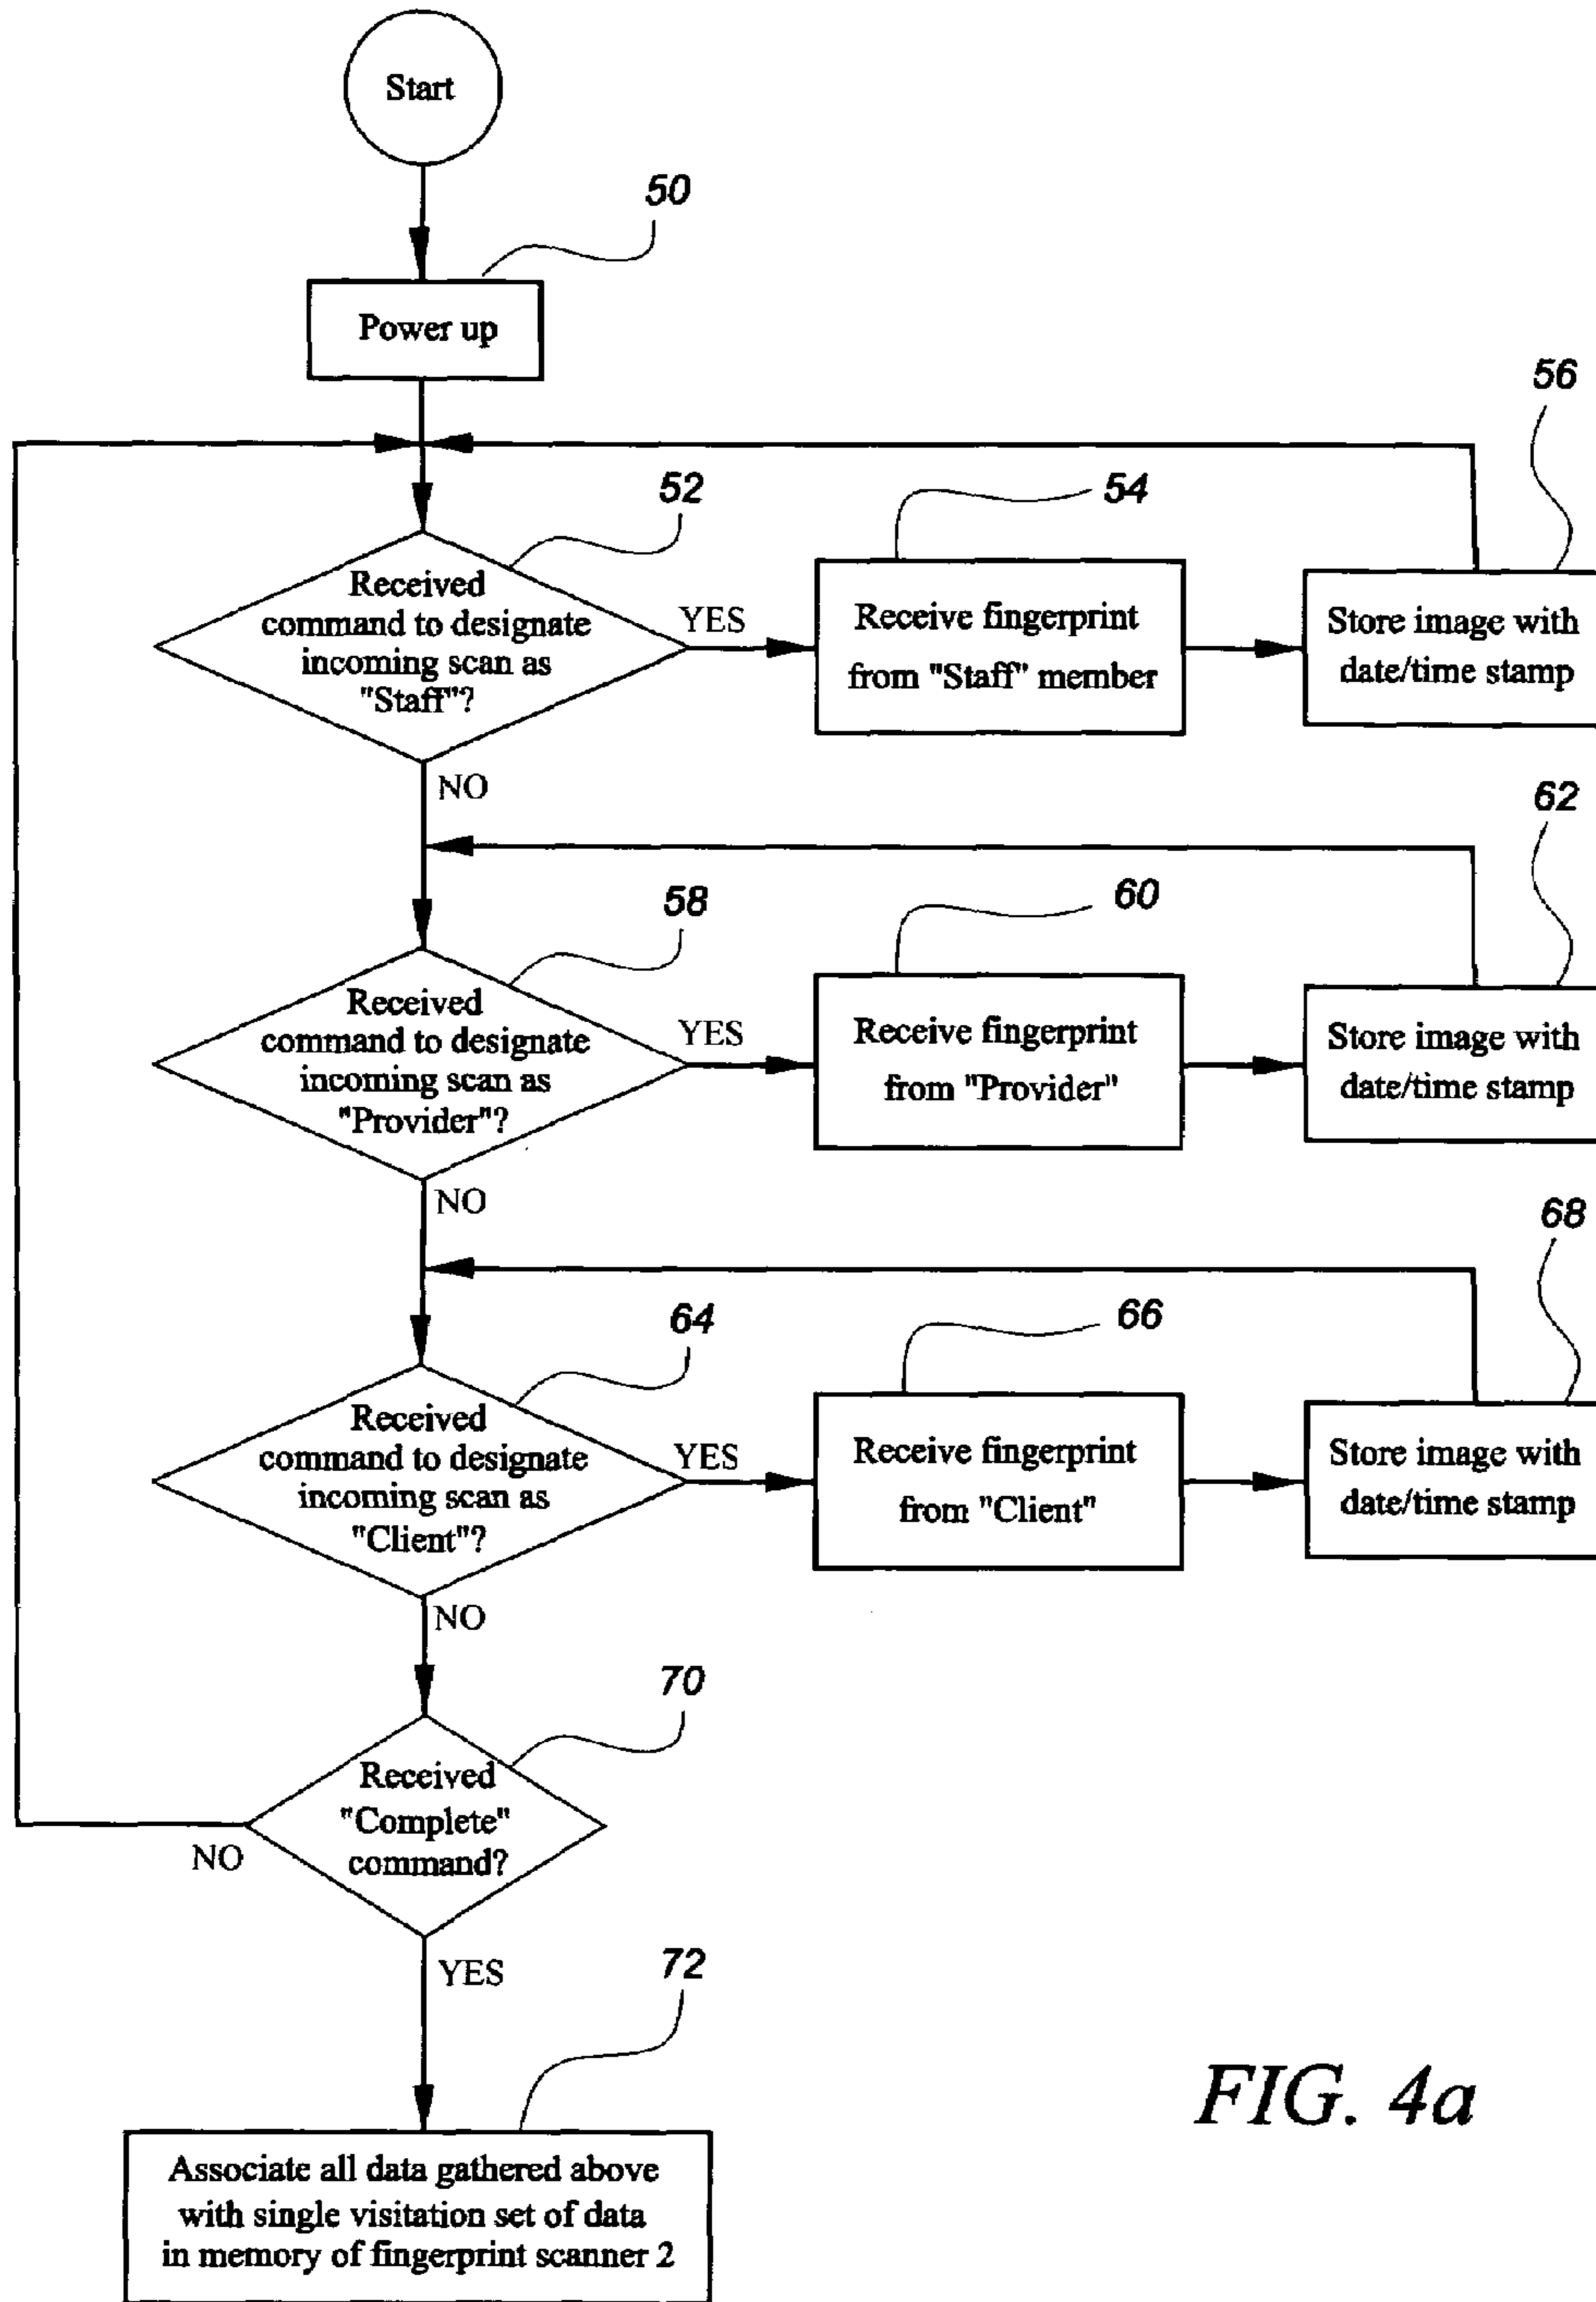 Start
50
Power up
56
52
54
Received
command to designate
incoming scan as
"Staff"?
YES
Receive fingerprint
from "Staff" member
Store image with
date/time stamp
NO
62
58
60
Received
command to designate
incoming scan as
"Provider"?
YES
Receive fingerprint
from "Provider"
Store image with
date/time stamp
NO
68
64
66
Received
command to designate
incoming scan as
"Client"?
YES
Receive fingerprint
from "Client"
Store image with
date/time stamp
NO
70
Received
"Complete"
command?
NO
YES
72
Associate all data gathered above
with single visitation set of data
in memory of fingerprint scanner 2
FIG. 4a